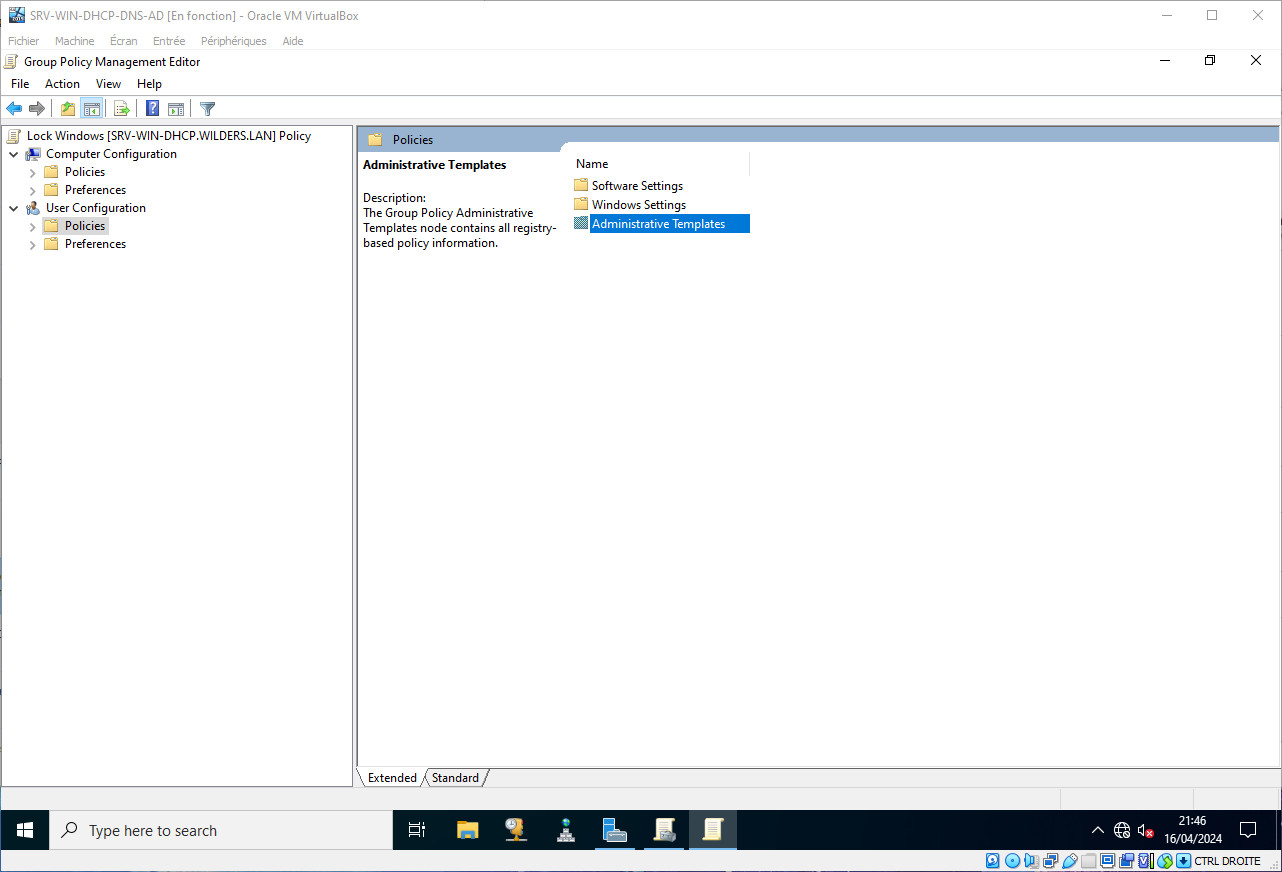 SRV-WIN-DHCP-DNS-AD [En fonction] - Oracle VM VirtualBox
Fichier Machine Écran Entrée Périphériques Aide
Group Policy Management Editor
File Action View Help
Lock Windows [SRV-WIN-DHCP.WILDERS.LAN] Policy
Computer Configuration
Policies
Preferences
User Configuration
Policies
Preferences
Policies
Administrative Templates
Description:
The Group Policy Administrative
Templates node contains all registry-
based policy information.
Name
Software Settings
Windows Settings
Administrative Templates
Extended Standard
Type here to search
21:46
16/04/2024
CTRL DROITE